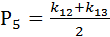 P₅ = (k₁₂+k₁₃)/2